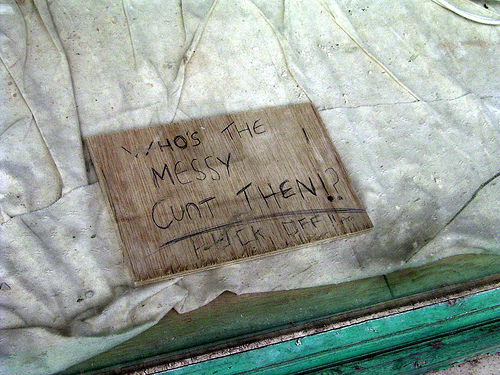 WHO'S THE
MESSY
CUNT THEN!?
FUCK OFF!!